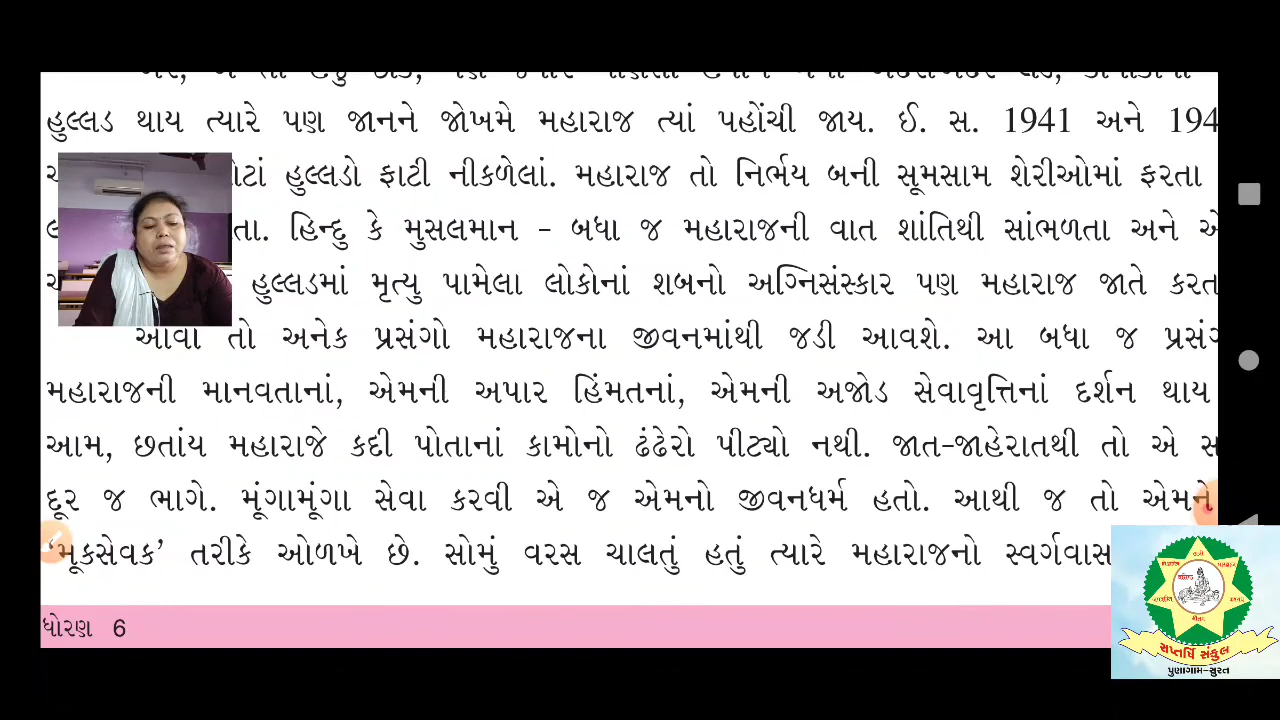 હુલ્લડ થાય ત્યારે પણ જાનને જોખમે મહારાજ ત્યાં પહોંચી જાય. ઈ. સ. 1941 અને 194
હુલ્લડો ફાટી નીકળેલાં. મહારાજ તો નિર્ભય બની સૂમસામ શેરીઓમાં ફરતા
તા. હિન્દુ કે મુસલમાન - બધા જ મહારાજની વાત શાંતિથી સાંભળતા અને
હુલ્લડમાં મૃત્યુ પામેલા લોકોનાં શબનો અગ્નિસંસ્કાર પણ મહારાજ જાતે કરત
આવા તો અનેક પ્રસંગો મહારાજના જીવનમાંથી જડી આવશે. આ બધા જ પ્રસંગ
મહારાજની માનવતાનાં, એમની અપાર હિંમતનાં, એમની અજોડ સેવાવૃત્તિનાં દર્શન થાય
આમ, છતાંય મહારાજે કદી પોતાનાં કામોનો ઢંઢેરો પીટ્યો નથી. જાત-જાહેરાતથી તો એ સ
દૂર જ ભાગે. મૂંગામૂંગા સેવા કરવી એ જ એમનો જીવનધર્મ હતો. આથી જ તો એમને
‘મૂકસેવક’ તરીકે ઓળખે છે. સોમું વરસ ચાલતું હતું ત્યારે મહારાજનો સ્વર્ગવાસ
ધોરણ 6
સપ્તર્ષિ સંકુલ
પુણાગામ-સુરત